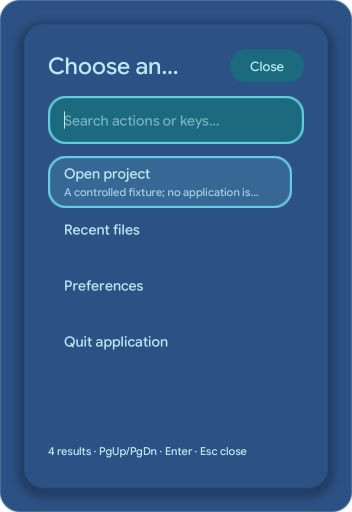 Choose an...
Close
Search actions or keys...
Open project
A controlled fixture; no application is...
Recent files
Preferences
Quit application
4 results · PgUp/PgDn · Enter · Esc close